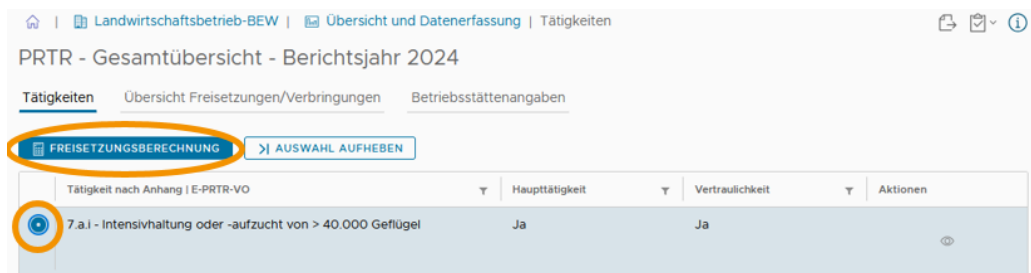 | Landwirtschaftsbetrieb-BEW | Übersicht und Datenerfassung | Tätigkeiten
PRTR - Gesamtübersicht - Berichtsjahr 2024
Tätigkeiten Übersicht Freisetzungen/Verbringungen Betriebsstättenangaben
FREISETZUNGSBERECHNUNG AUSWAHL AUFHEBEN
Tätigkeit nach Anhang I E-PRTR-VO Haupttätigkeit Vertraulichkeit Aktionen
7.a.i - Intensivhaltung oder -aufzucht von > 40.000 Geflügel Ja Ja